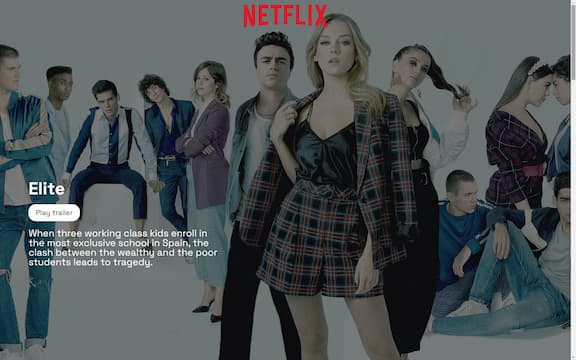 NETFLIX
Elite
Play trailer
When three working class kids enroll in
the most exclusive school in Spain, the
clash between the wealthy and the poor
students leads to tragedy.